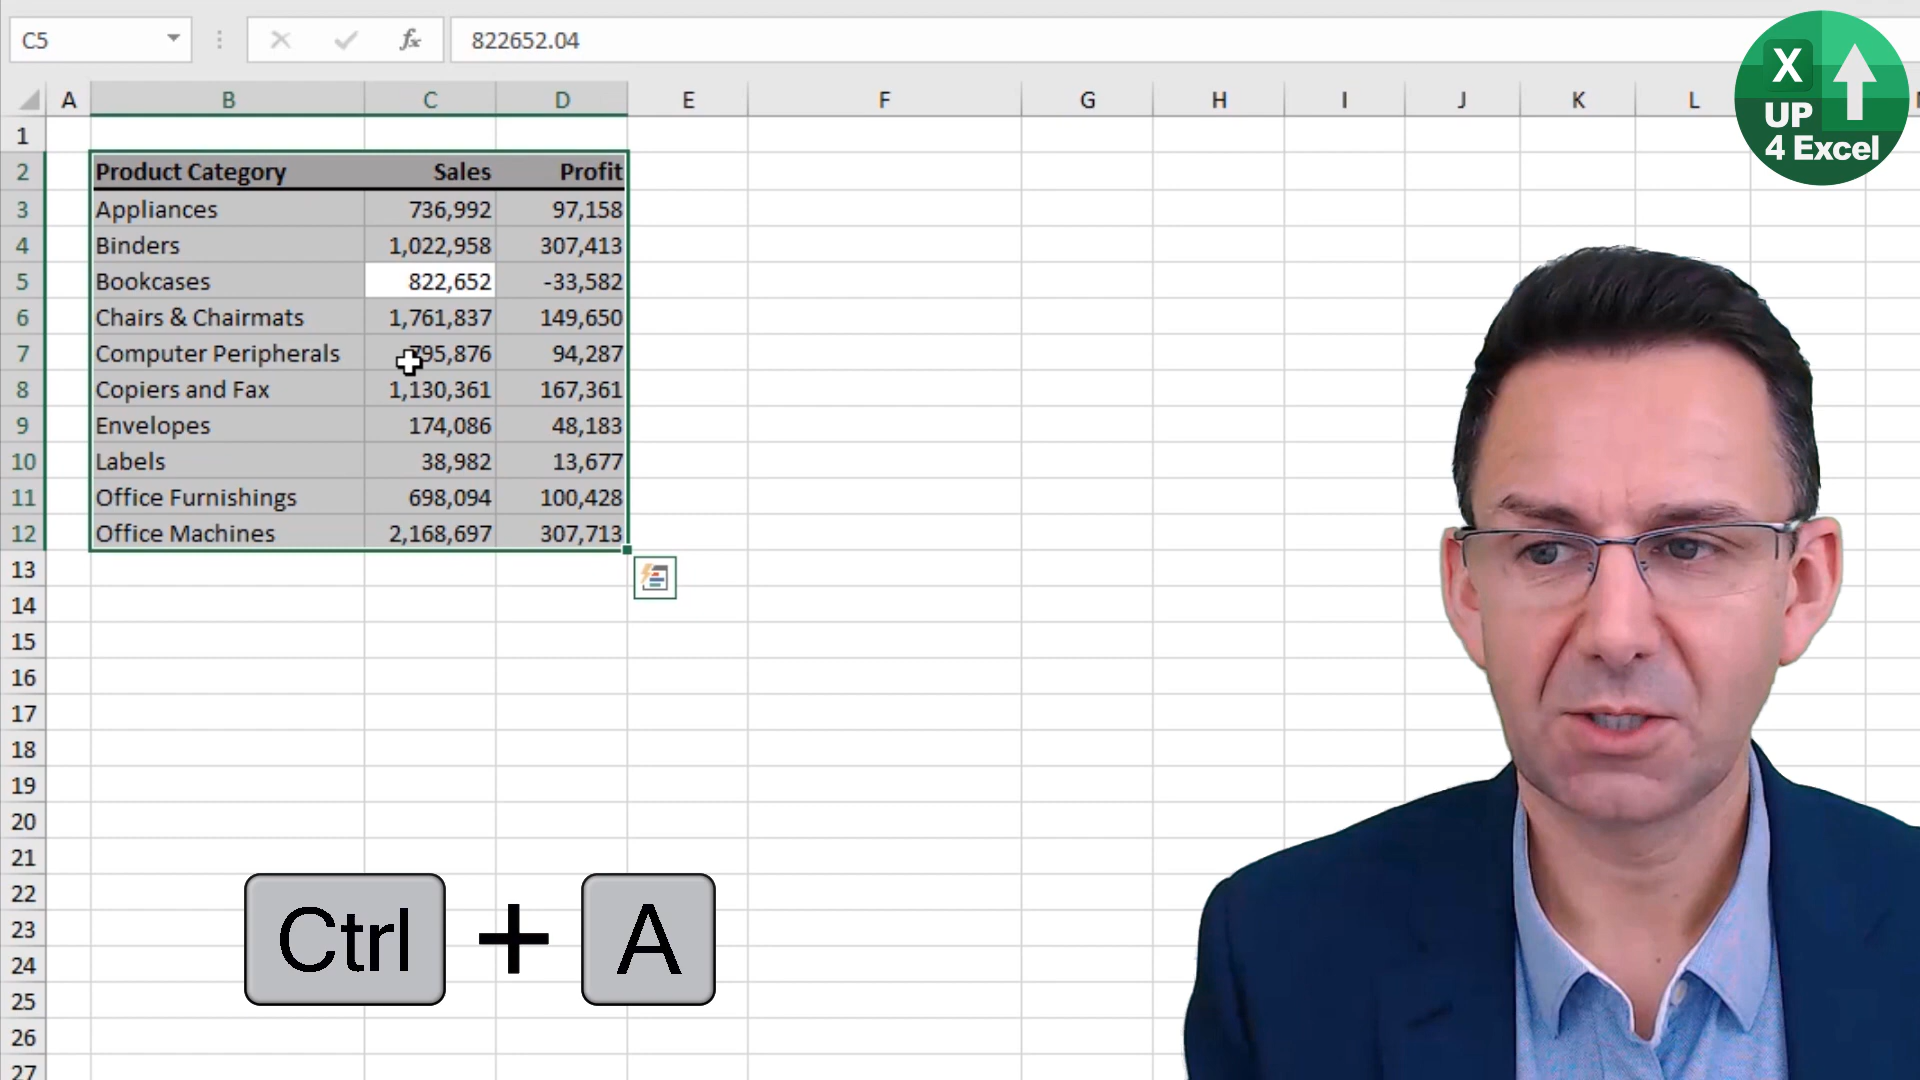 C5 fx 822652.04
X
UP
4 Excel
A B C D E F G H I J K L
1
2 Product Category Sales Profit
3 Appliances 736,992 97,158
4 Binders 1,022,958 307,413
5 Bookcases 822,652 -33,582
6 Chairs & Chairmats 1,761,837 149,650
7 Computer Peripherals 795,876 94,287
8 Copiers and Fax 1,130,361 167,361
9 Envelopes 174,086 48,183
10 Labels 38,982 13,677
11 Office Furnishings 698,094 100,428
12 Office Machines 2,168,697 307,713
13
14
15
16
17
18
19
20
21
22
23
24
25
26
27
Ctrl + A